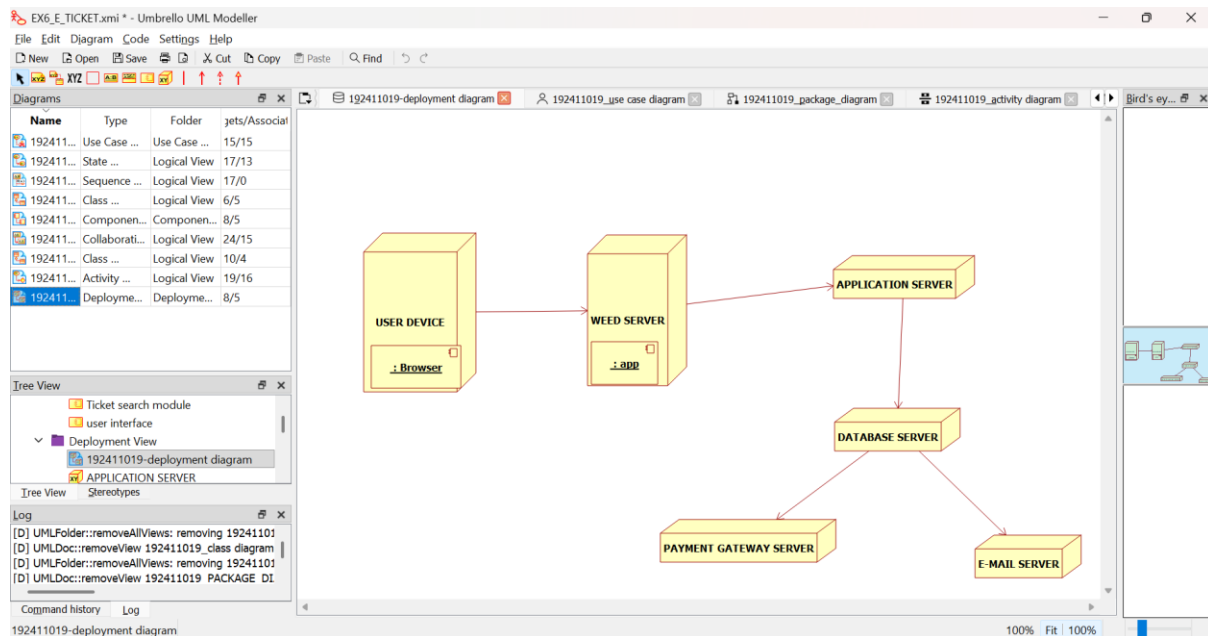 EX6_E_TICKET.xmi * - Umbrello UML Modeller
File Edit Diagram Code Settings Help
New Open Save Cut Copy Paste Find
XYZ
Diagrams
Name Type Folder jets/Associat
192411... Use Case ... Use Case ... 15/15
192411... State ... Logical View 17/13
192411... Sequence ... Logical View 17/0
192411... Class ... Logical View 6/5
192411... Componen... Componen... 8/5
192411... Collaborati... Logical View 24/15
192411... Class ... Logical View 10/4
192411... Activity ... Logical View 19/16
192411... Deployme... Deployme... 8/5
Tree View
Ticket search module
user interface
Deployment View
192411019-deployment diagram
APPLICATION SERVER
Tree View Stereotypes
Log
[D] UMLFolder::removeAllViews: removing 19241101
[D] UMLDoc::removeView 192411019_class diagram
[D] UMLFolder::removeAllViews: removing 19241101
[D] UMLDoc::removeView 192411019 PACKAGE DI
Command history Log
192411019-deployment diagram
192411019-deployment diagram 192411019_use case diagram 192411019_package_diagram 192411019_activity diagram
USER DEVICE
: Browser
WEED SERVER
: app
APPLICATION SERVER
DATABASE SERVER
PAYMENT GATEWAY SERVER
E-MAIL SERVER
Bird's ey...
100% Fit 100%